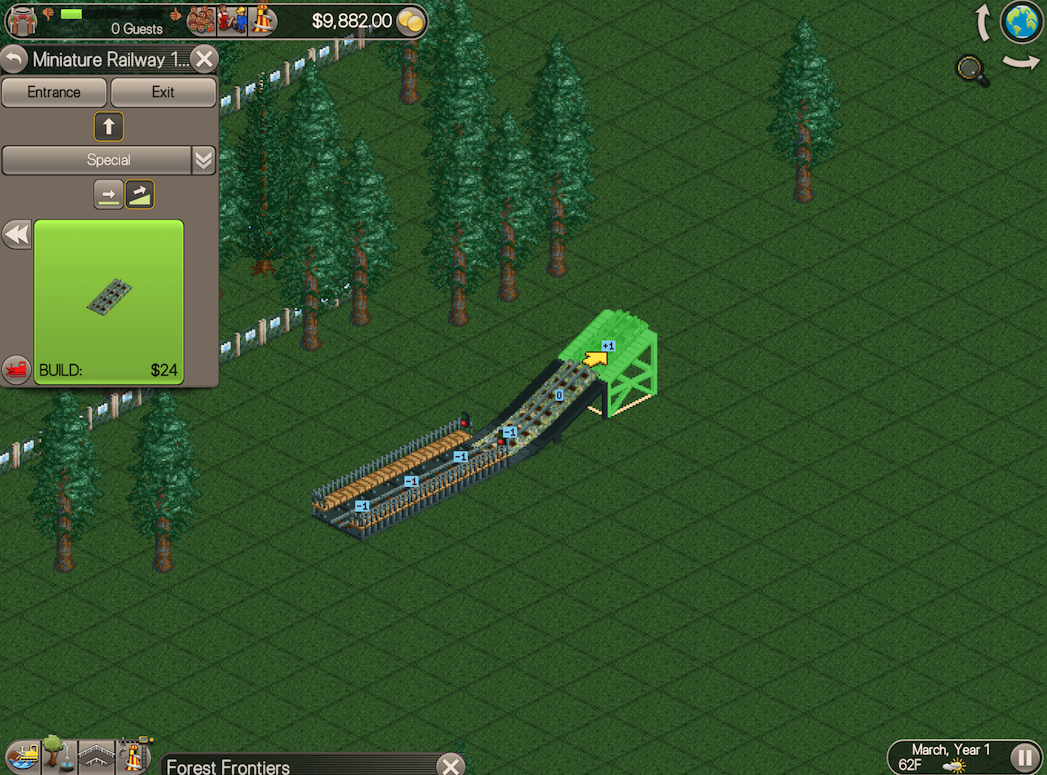 0 Guests
$9,882.00
Miniature Railway 1...
Entrance
Exit
Special
BUILD: $24
+1
0
-1
-1
-1
-1
Forest Frontiers
March, Year 1
62F